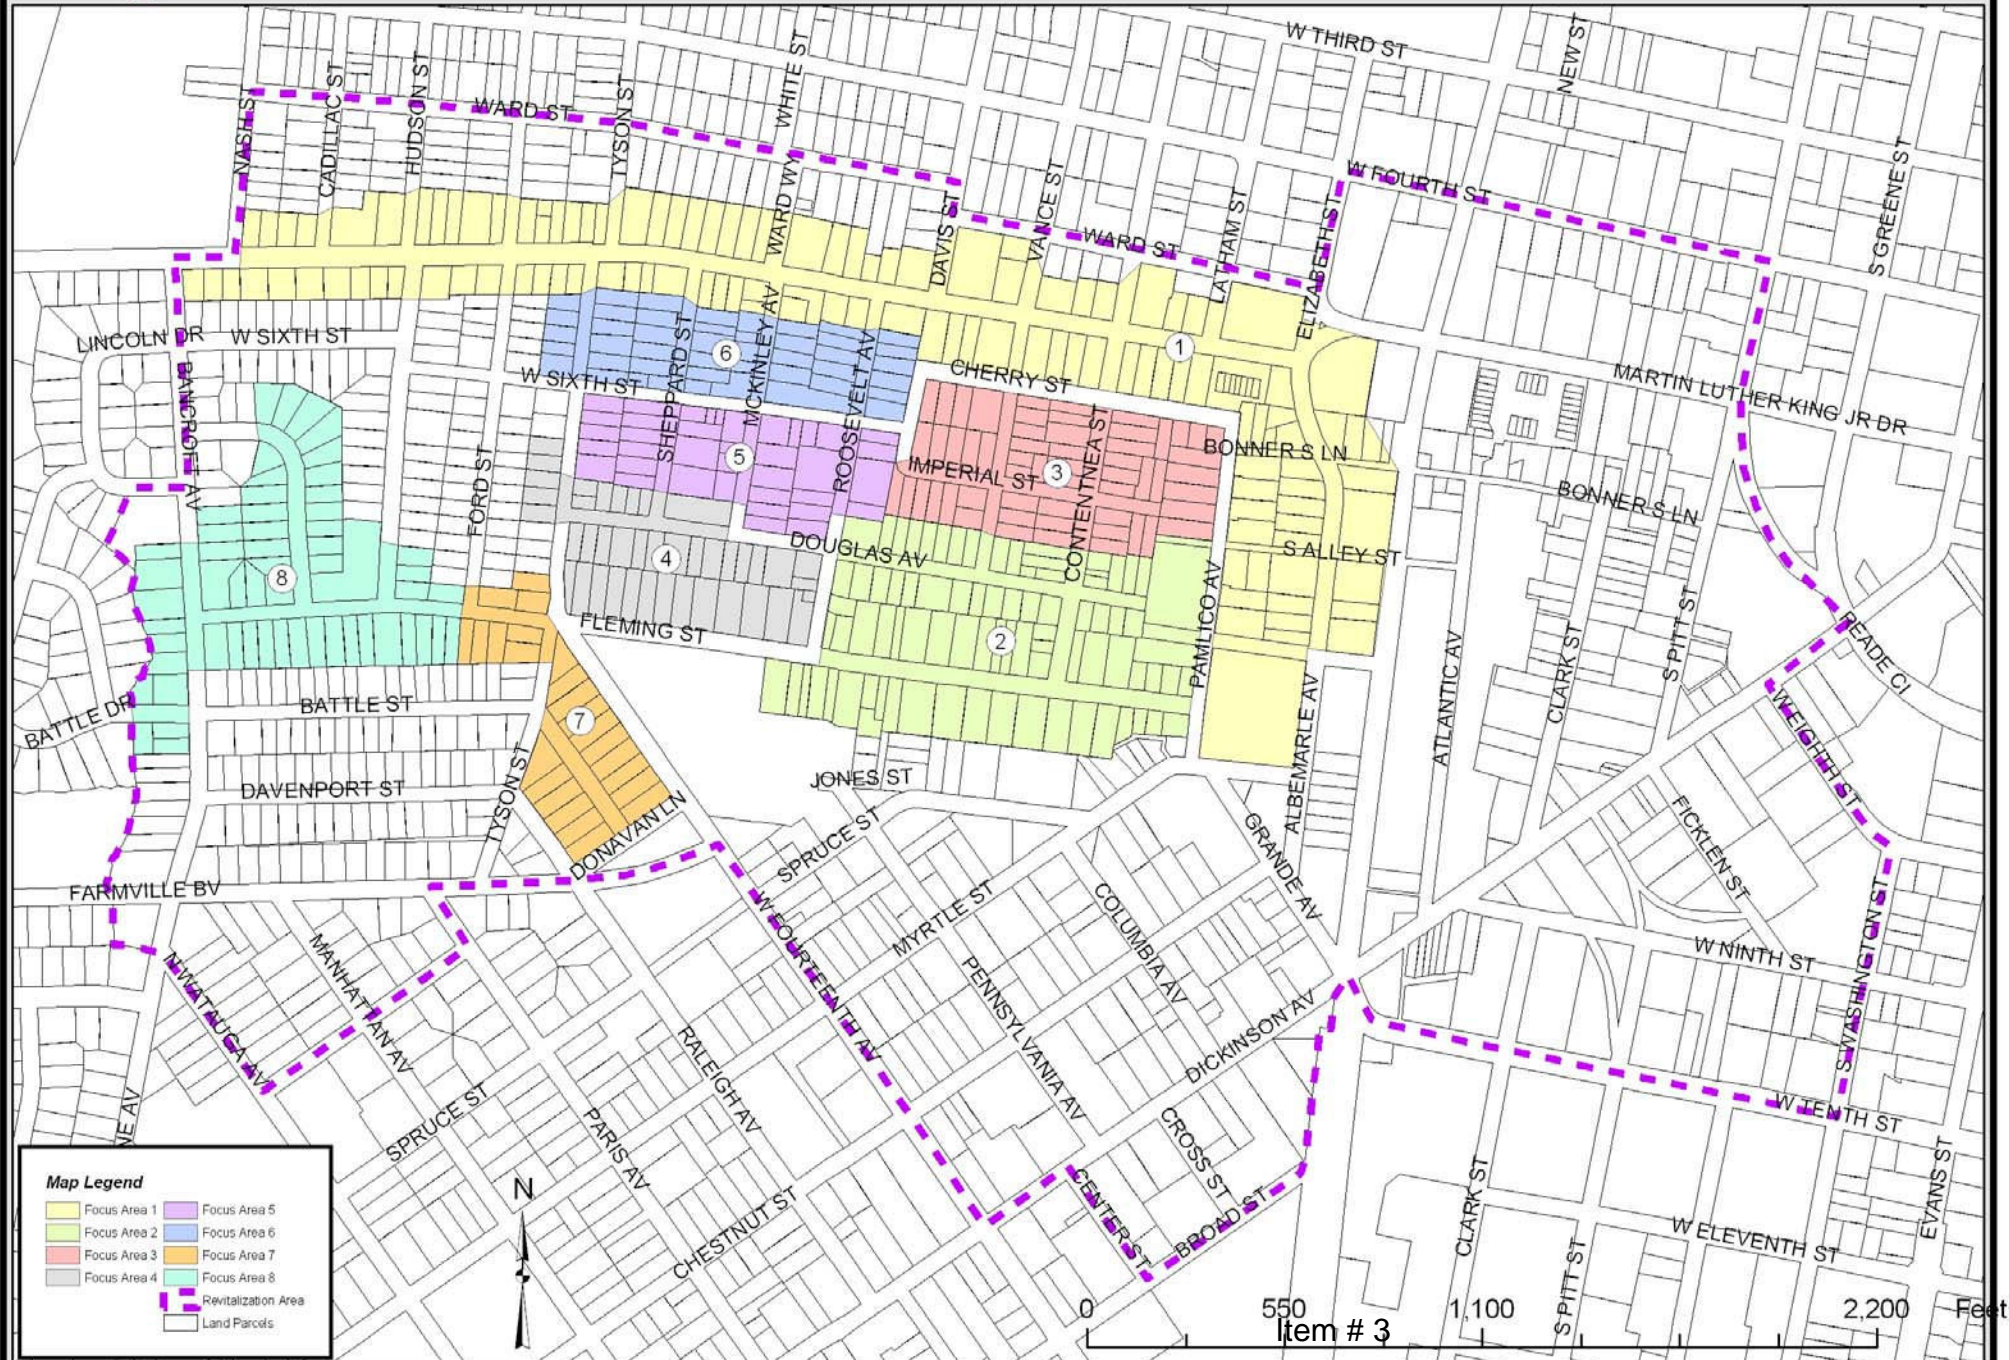 W THIRD ST
NEW ST
WHITE ST
CADILLAC ST
HUDSON ST
TYSON ST
NASH ST
WARD ST
WARD WY
W FOURTH ST
S GREENE ST
DAVIS ST
VANCE ST
WARD ST
LATHAM ST
ELIZABETH ST
LINCOLN DR
W SIXTH ST
BANCROFT AV
W SIXTH ST
SHEPPARD ST
6
MCKINLEY AV
ROOSEVELT AV
1
CHERRY ST
MARTIN LUTHER KING JR DR
FORD ST
5
IMPERIAL ST
3
CONTENTNEA ST
BONNER S LN
BONNER S LN
8
4
DOUGLAS AV
S ALLEY ST
FLEMING ST
2
PAMLICO AV
ATLANTIC AV
CLARK ST
S PITT ST
READE CI
BATTLE DR
BATTLE ST
7
ALBEMARLE AV
W EIGHTH ST
DAVENPORT ST
TYSON ST
JONES ST
DONAVAN LN
SPRUCE ST
GRANDE AV
FICKLEN ST
FARMVILLE BV
W FOURTEENTH AV
MYRTLE ST
COLUMBIA AV
S WASHINGTON ST
W NINTH ST
N WATAUGA AV
MANHATTAN AV
PENNSYLVANIA AV
DICKINSON AV
RALEIGH AV
NE AV
SPRUCE ST
PARIS AV
CROSS ST
W TENTH ST
CHESTNUT ST
CENTER ST
BROAD ST
CLARK ST
S PITT ST
W ELEVENTH ST
EVANS ST
N
Map Legend
Focus Area 1
Focus Area 5
Focus Area 2
Focus Area 6
Focus Area 3
Focus Area 7
Focus Area 4
Focus Area 8
Revitalization Area
Land Parcels
0 550 1,100 2,200 Feet
Item # 3